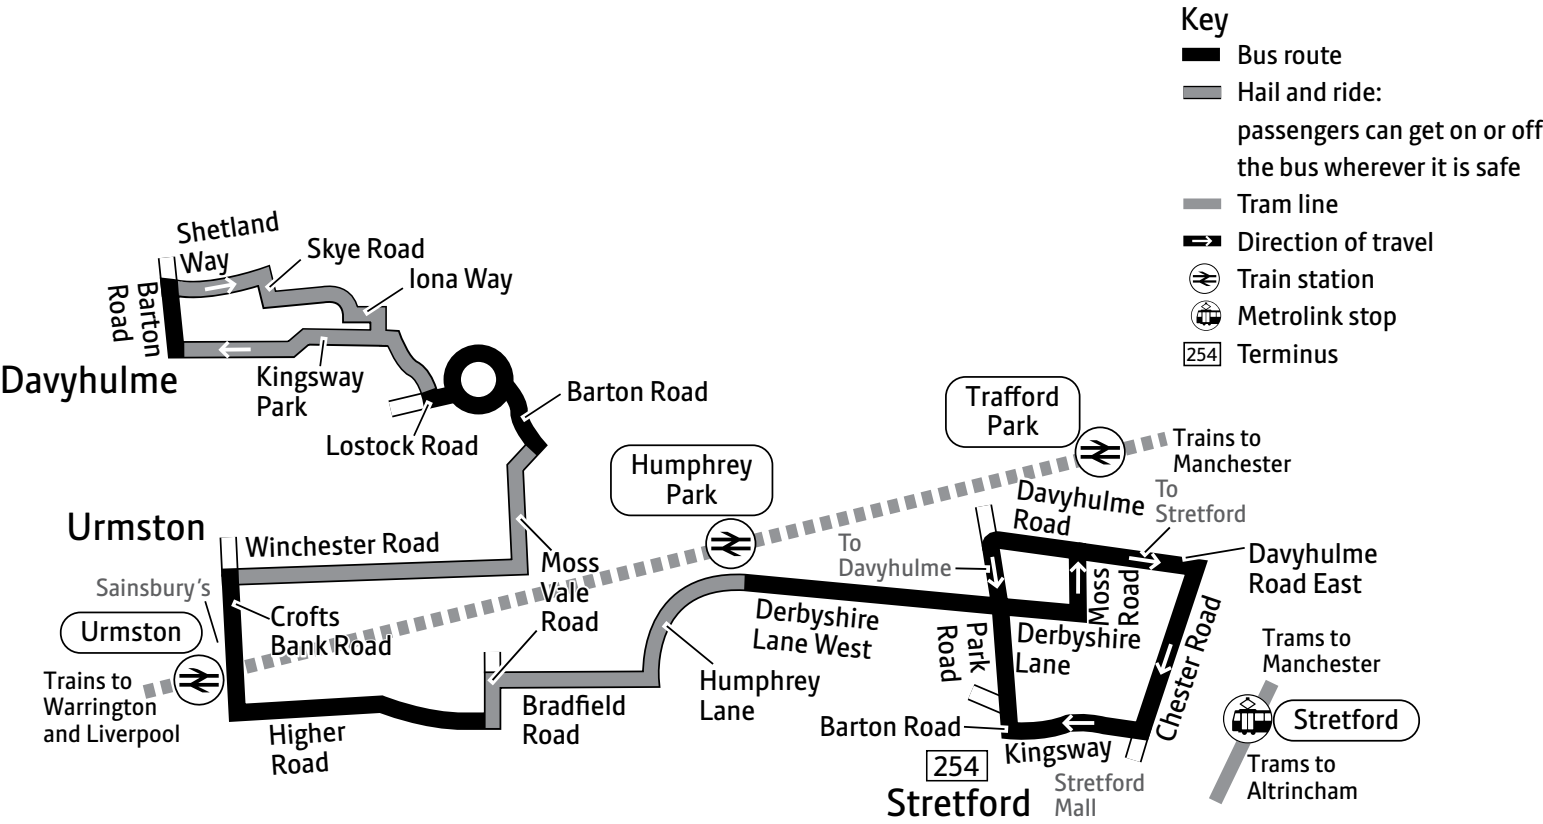 Key
Bus route
Hail and ride:
passengers can get on or off
the bus wherever it is safe
Tram line
Direction of travel
Train station
Metrolink stop
254
Terminus
Shetland
Way
Skye Road
Iona Way
Barton
Road
Davyhulme
Kingsway
Park
Lostock Road
Barton Road
Trafford
Park
Trains to
Manchester
Humphrey
Park
Davyhulme
Road
To
Stretford
Urmston
Winchester Road
To
Davyhulme
Davyhulme
Road East
Moss
Vale
Road
Moss
Road
Sainsbury's
Crofts
Bank Road
Urmston
Derbyshire
Lane West
Park
Road
Derbyshire
Lane
Chester Road
Trams to
Manchester
Trains to
Warrington
and Liverpool
Humphrey
Lane
Bradfield
Road
Higher
Road
Barton Road
Kingsway
Stretford
254
Stretford
Stretford
Mall
Trams to
Altrincham